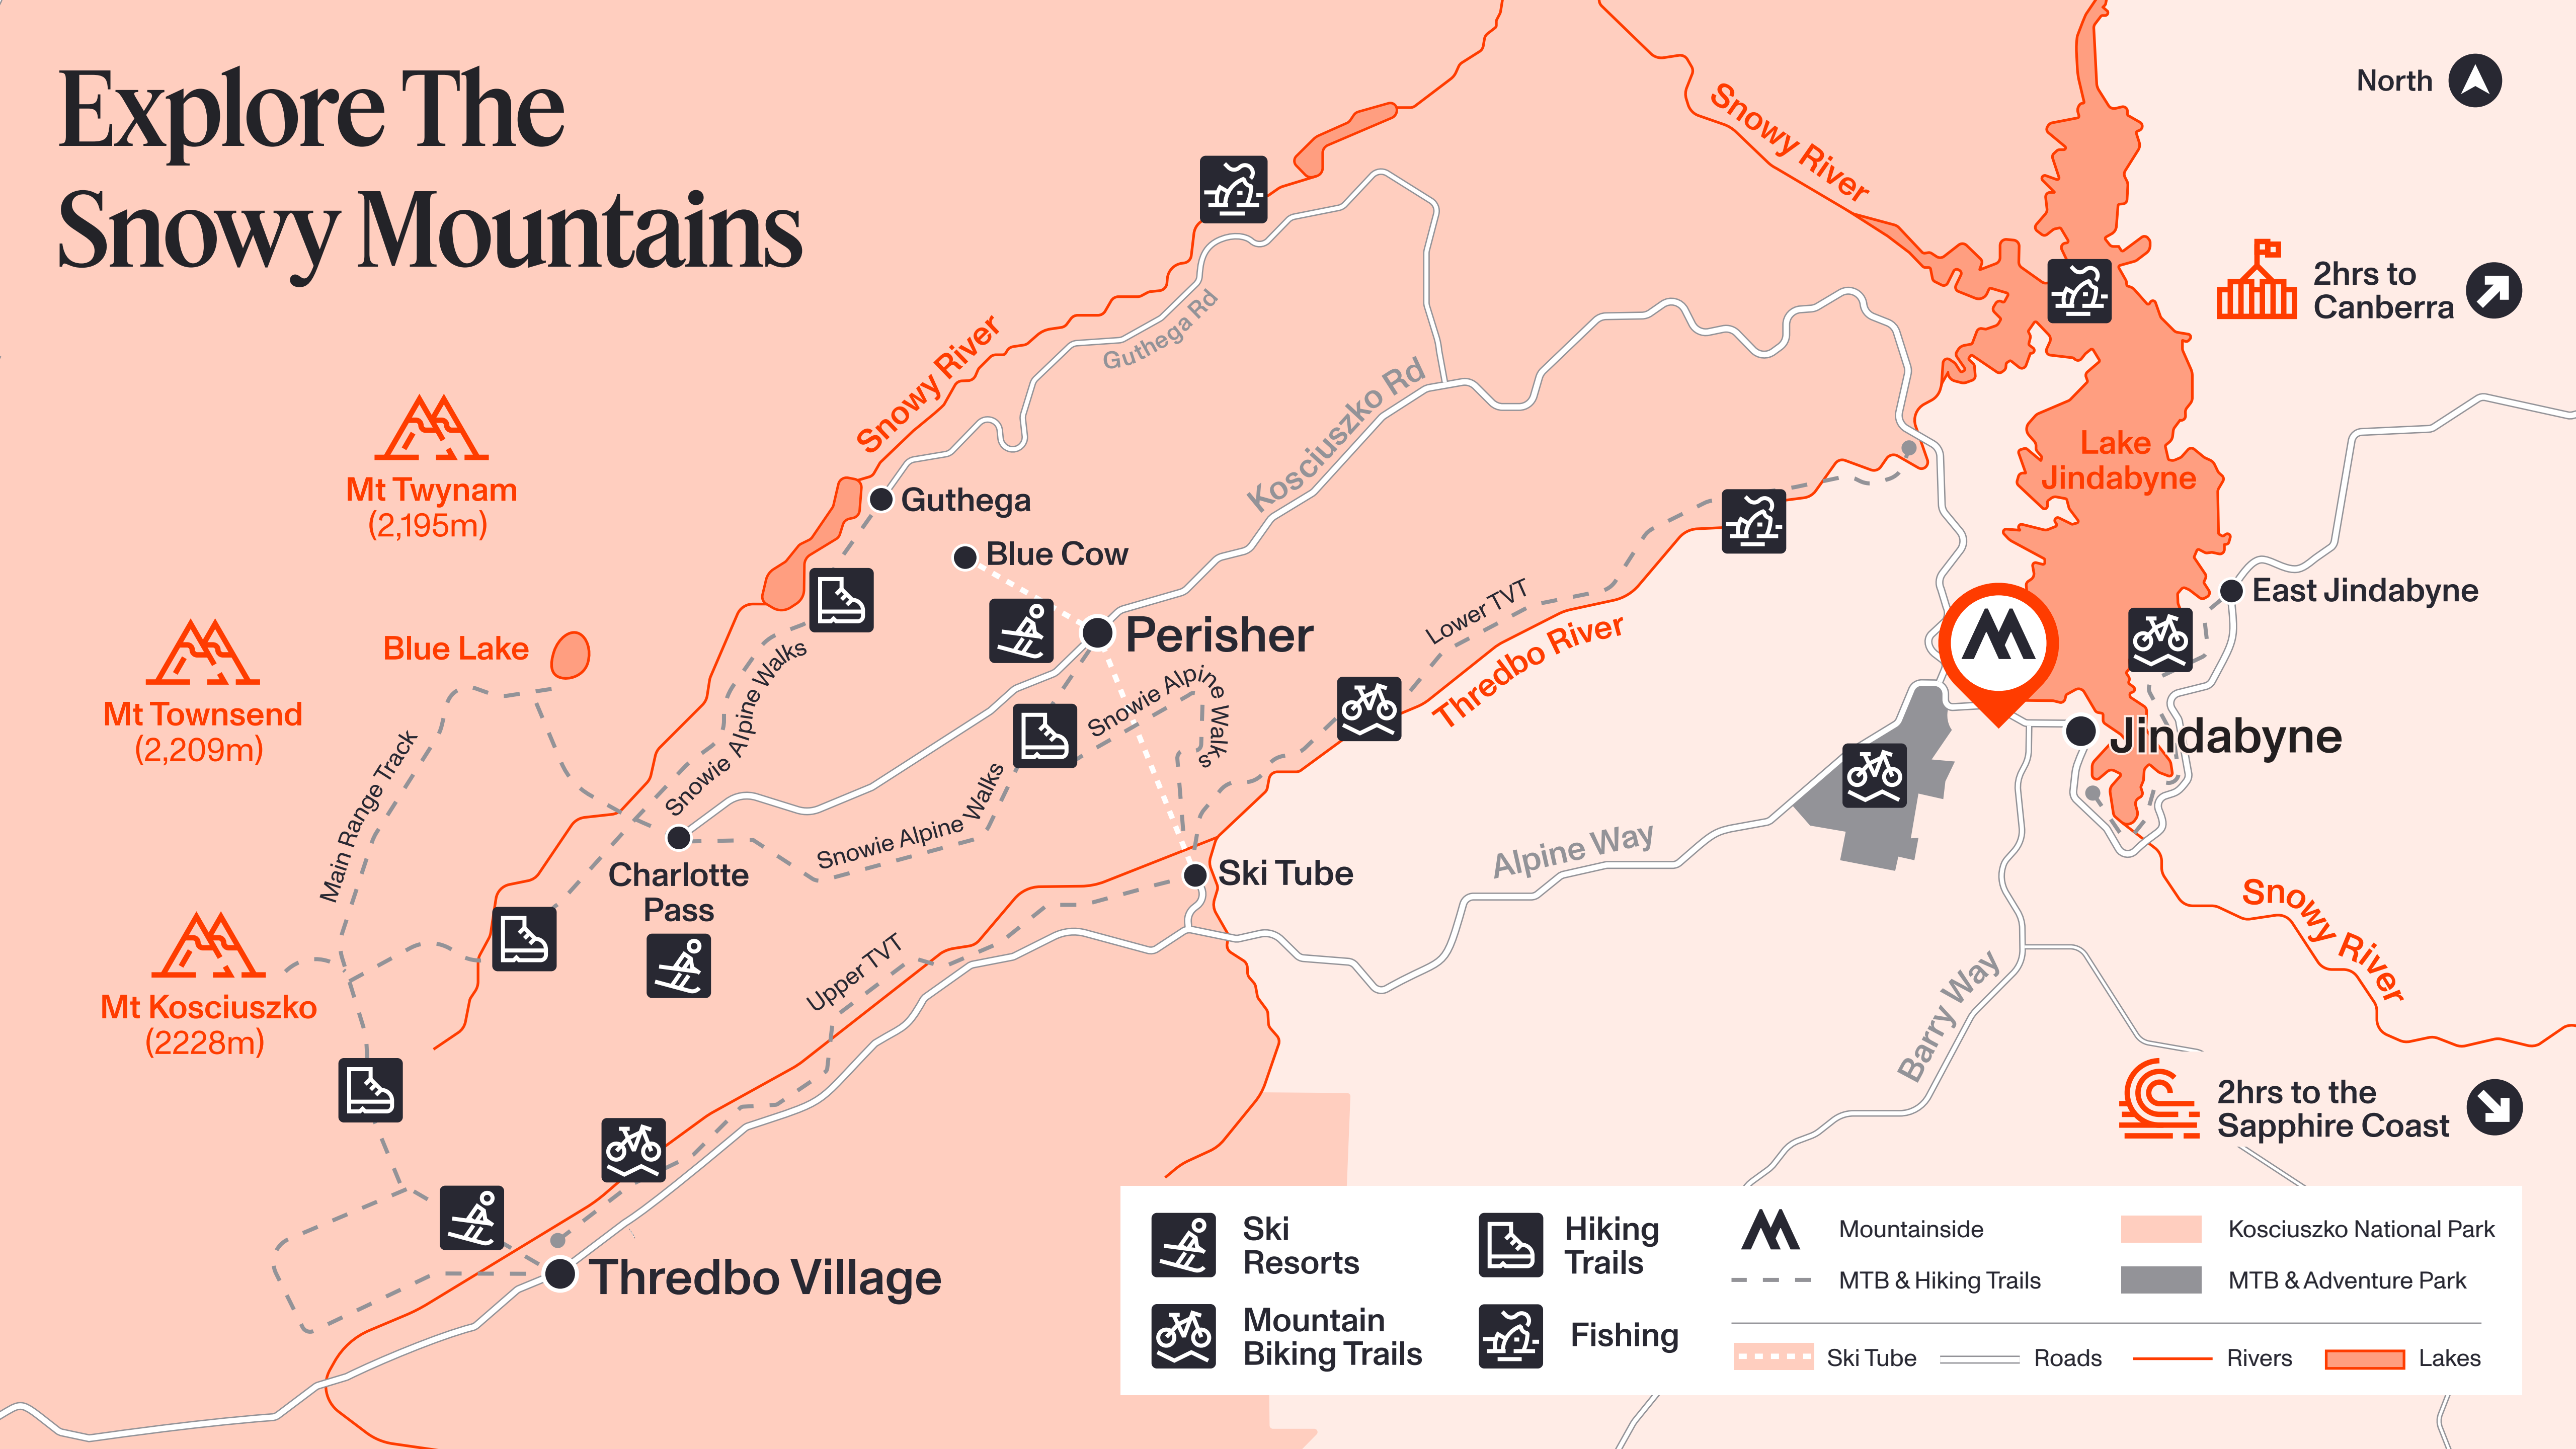 Explore The
Snowy Mountains
North
Snowy River
2hrs to
Canberra
Guthega Rd
Snowy River
Kosciuszko Rd
Mt Twynam
(2,195m)
Lake
Jindabyne
Guthega
Blue Cow
East Jindabyne
Lower TVT
Thredbo River
Perisher
Blue Lake
Snowie Alpine Walks
Snowie Alpine Walks
Mt Townsend
(2,209m)
Jindabyne
Main Range Track
Snowie Alpine Walks
Alpine Way
Charlotte
Pass
Ski Tube
Snowy River
Upper TVT
Mt Kosciuszko
(2228m)
Barry Way
2hrs to the
Sapphire Coast
Thredbo Village
Ski
Resorts
Hiking
Trails
Mountain
Biking Trails
Fishing
Mountainside
Kosciuszko National Park
MTB & Hiking Trails
MTB & Adventure Park
Ski Tube
Roads
Rivers
Lakes